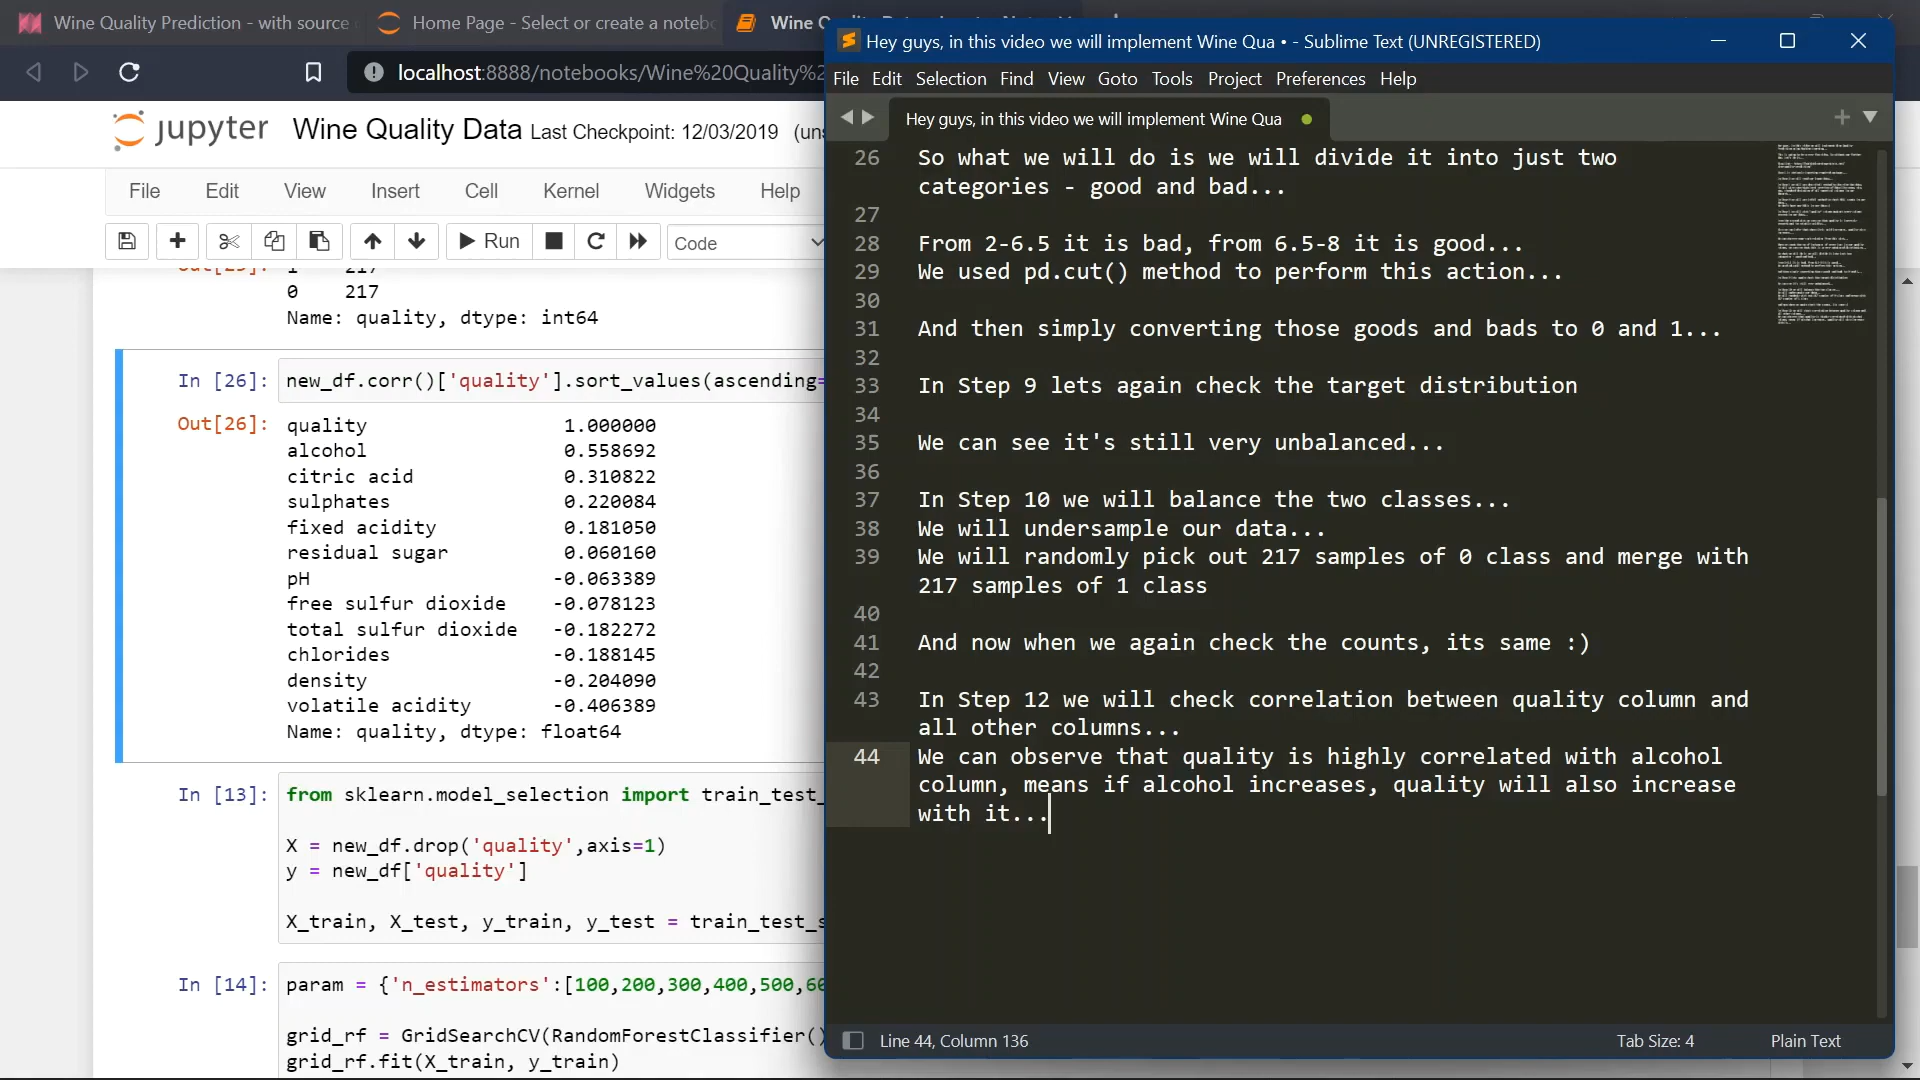 Wine Quality Prediction - with source
Home Page - Select or create a notebo
Wine
localhost:8888/notebooks/Wine%20Quality%2
jupyter Wine Quality Data Last Checkpoint: 12/03/2019 (uns
File Edit View Insert Cell Kernel Widgets Help
Run Code
1 217
0 217
Name: quality, dtype: int64
In [26]: new_df.corr()['quality'].sort_values(ascending=
Out[26]: quality 1.000000
alcohol 0.558692
citric acid 0.310822
sulphates 0.220084
fixed acidity 0.181050
residual sugar 0.060160
pH -0.063389
free sulfur dioxide -0.078123
total sulfur dioxide -0.182272
chlorides -0.188145
density -0.204090
volatile acidity -0.406389
Name: quality, dtype: float64
In [13]: from sklearn.model_selection import train_test_
X = new_df.drop('quality',axis=1)
y = new_df['quality']
X_train, X_test, y_train, y_test = train_test_s
In [14]: param = {'n_estimators':[100,200,300,400,500,60
grid_rf = GridSearchCV(RandomForestClassifier()
grid_rf.fit(X_train, y_train)
Hey guys, in this video we will implement Wine Qua • - Sublime Text (UNREGISTERED)
File Edit Selection Find View Goto Tools Project Preferences Help
Hey guys, in this video we will implement Wine Qua
26 So what we will do is we will divide it into just two
categories - good and bad...
27
28 From 2-6.5 it is bad, from 6.5-8 it is good...
29 We used pd.cut() method to perform this action...
30
31 And then simply converting those goods and bads to 0 and 1...
32
33 In Step 9 lets again check the target distribution
34
35 We can see it's still very unbalanced...
36
37 In Step 10 we will balance the two classes...
38 We will undersample our data...
39 We will randomly pick out 217 samples of 0 class and merge with
217 samples of 1 class
40
41 And now when we again check the counts, its same :)
42
43 In Step 12 we will check correlation between quality column and
all other columns...
44 We can observe that quality is highly correlated with alcohol
column, means if alcohol increases, quality will also increase
with it...
Line 44, Column 136
Tab Size: 4
Plain Text